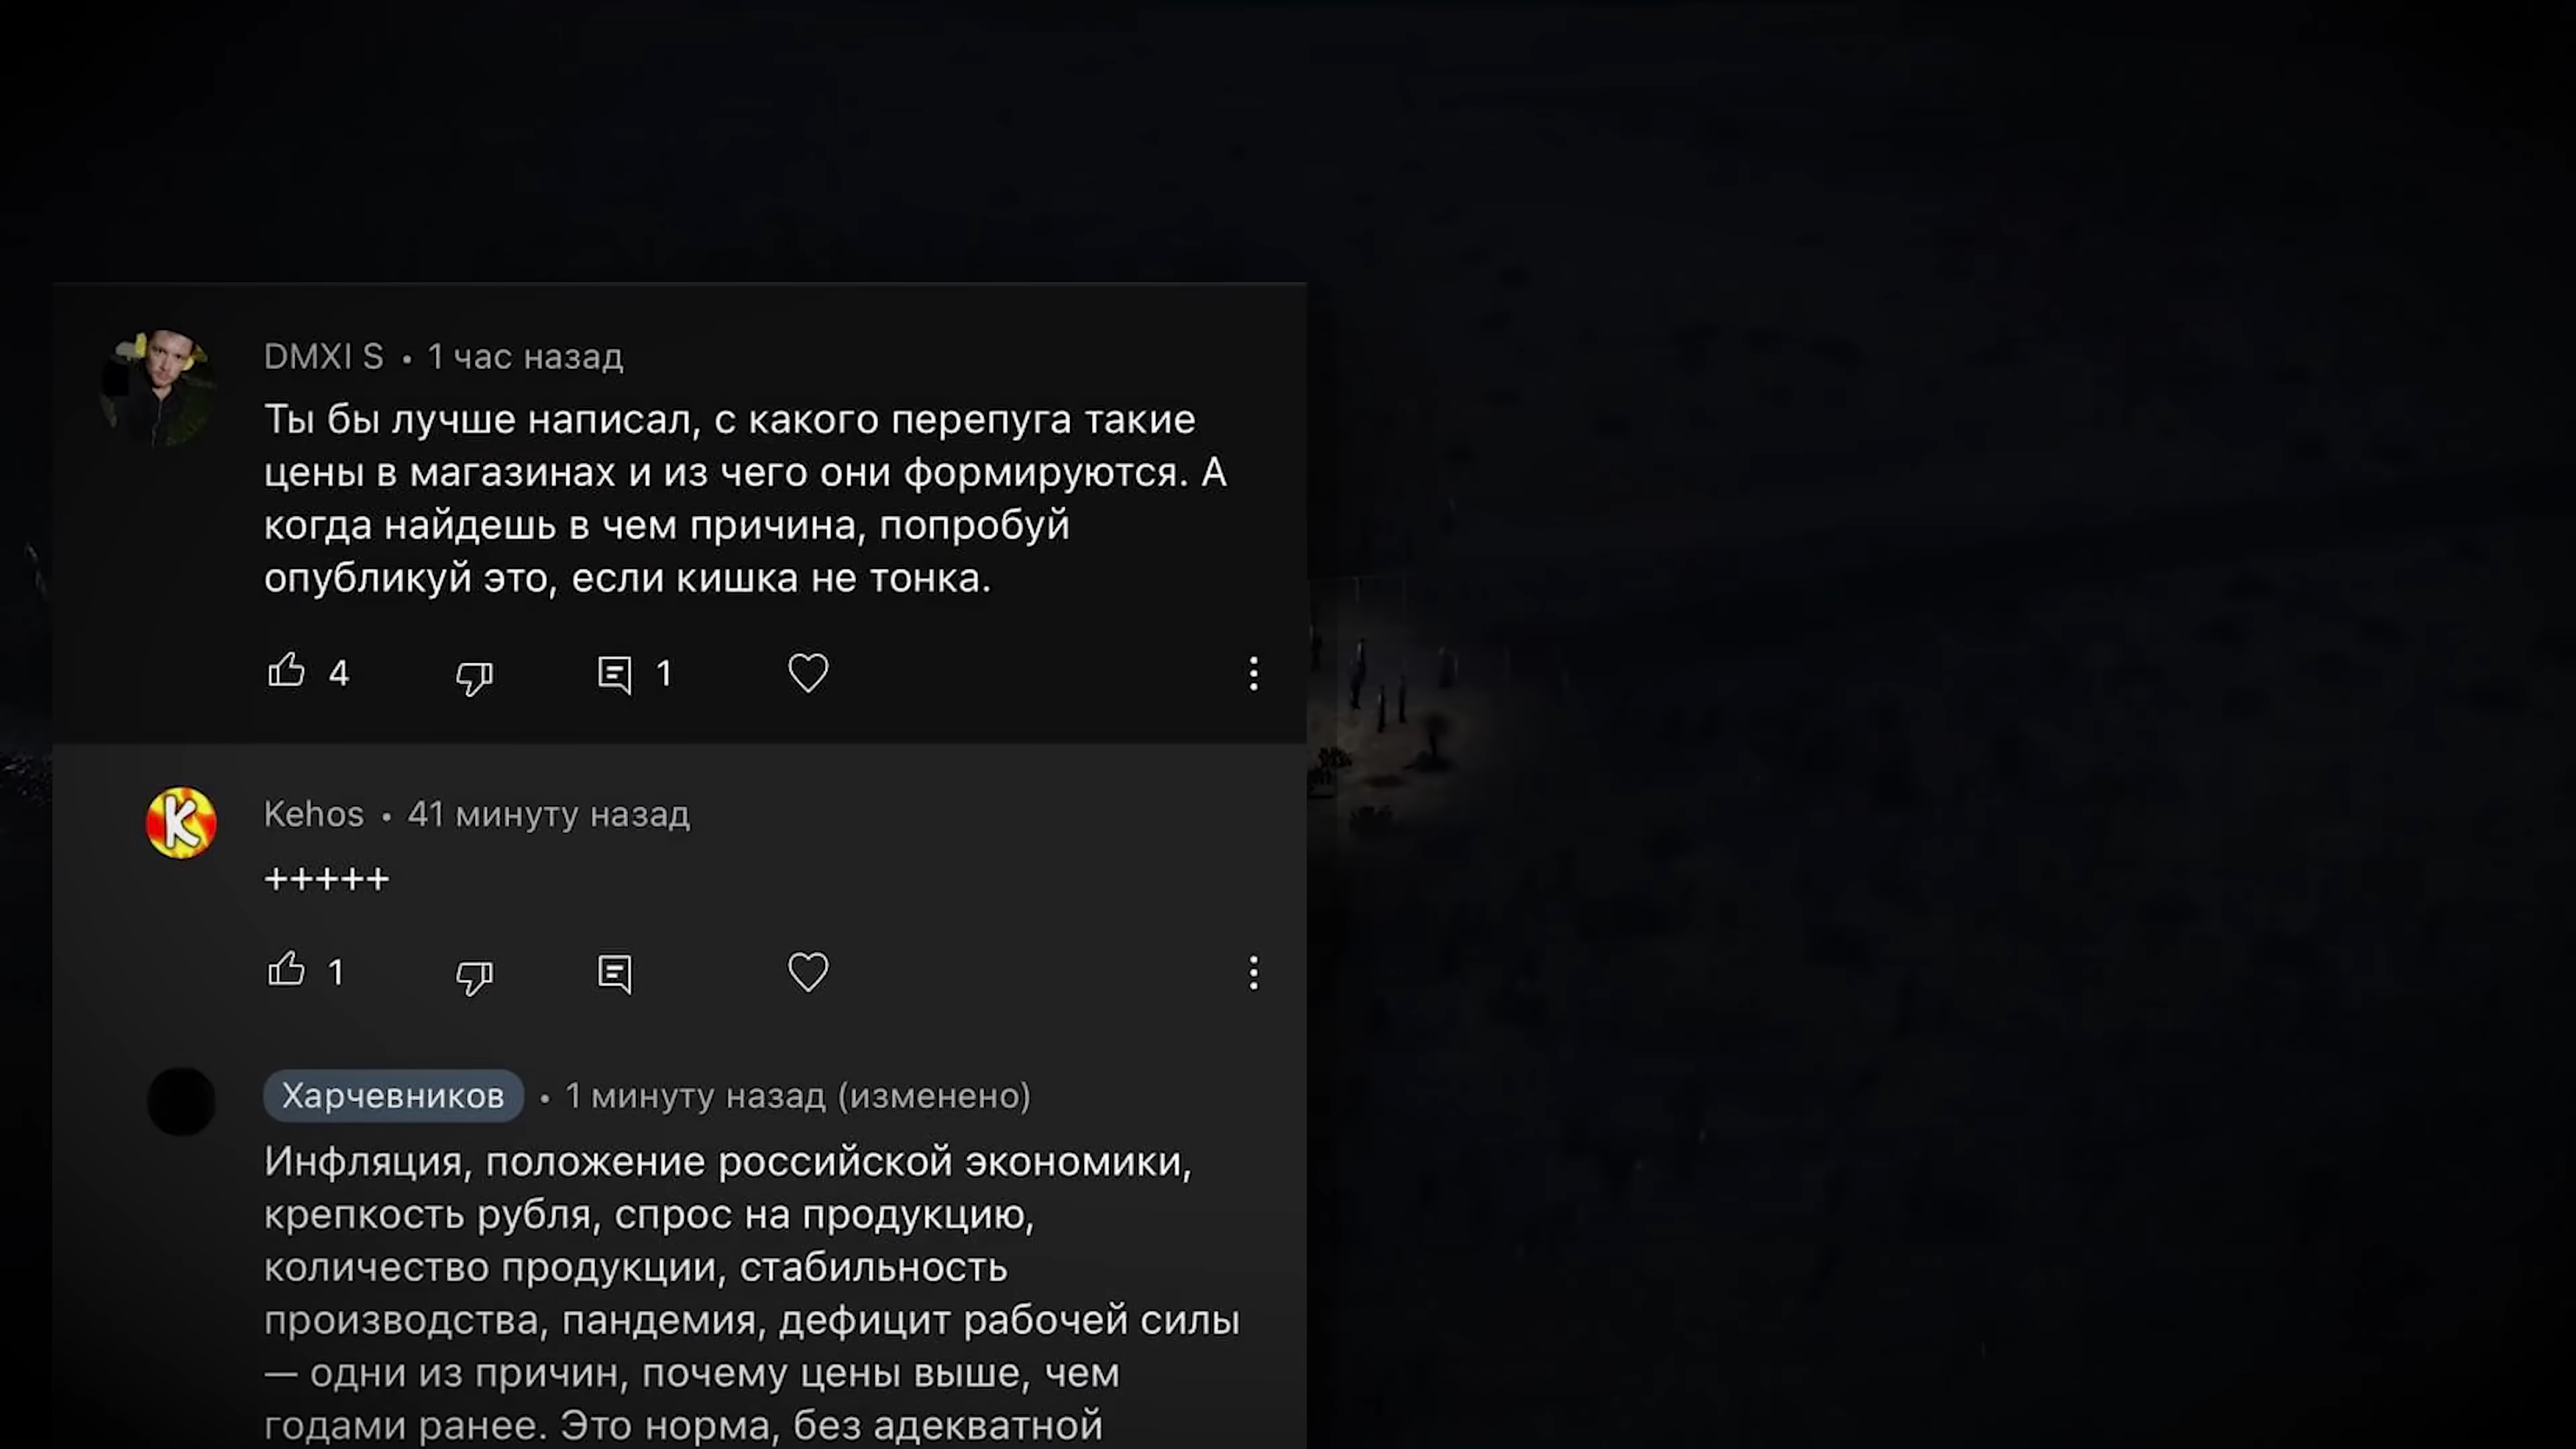 DMXI S • 1 час назад
Ты бы лучше написал, с какого перепуга такие
цены в магазинах и из чего они формируются. А
когда найдешь в чем причина, попробуй
опубликуй это, если кишка не тонка.
4 1
K
Kehos • 41 минуту назад
+++++
1
Харчевников • 1 минуту назад (изменено)
Инфляция, положение российской экономики,
крепкость рубля, спрос на продукцию,
количество продукции, стабильность
производства, пандемия, дефицит рабочей силы
— одни из причин, почему цены выше, чем
годами ранее. Это норма, без адекватной